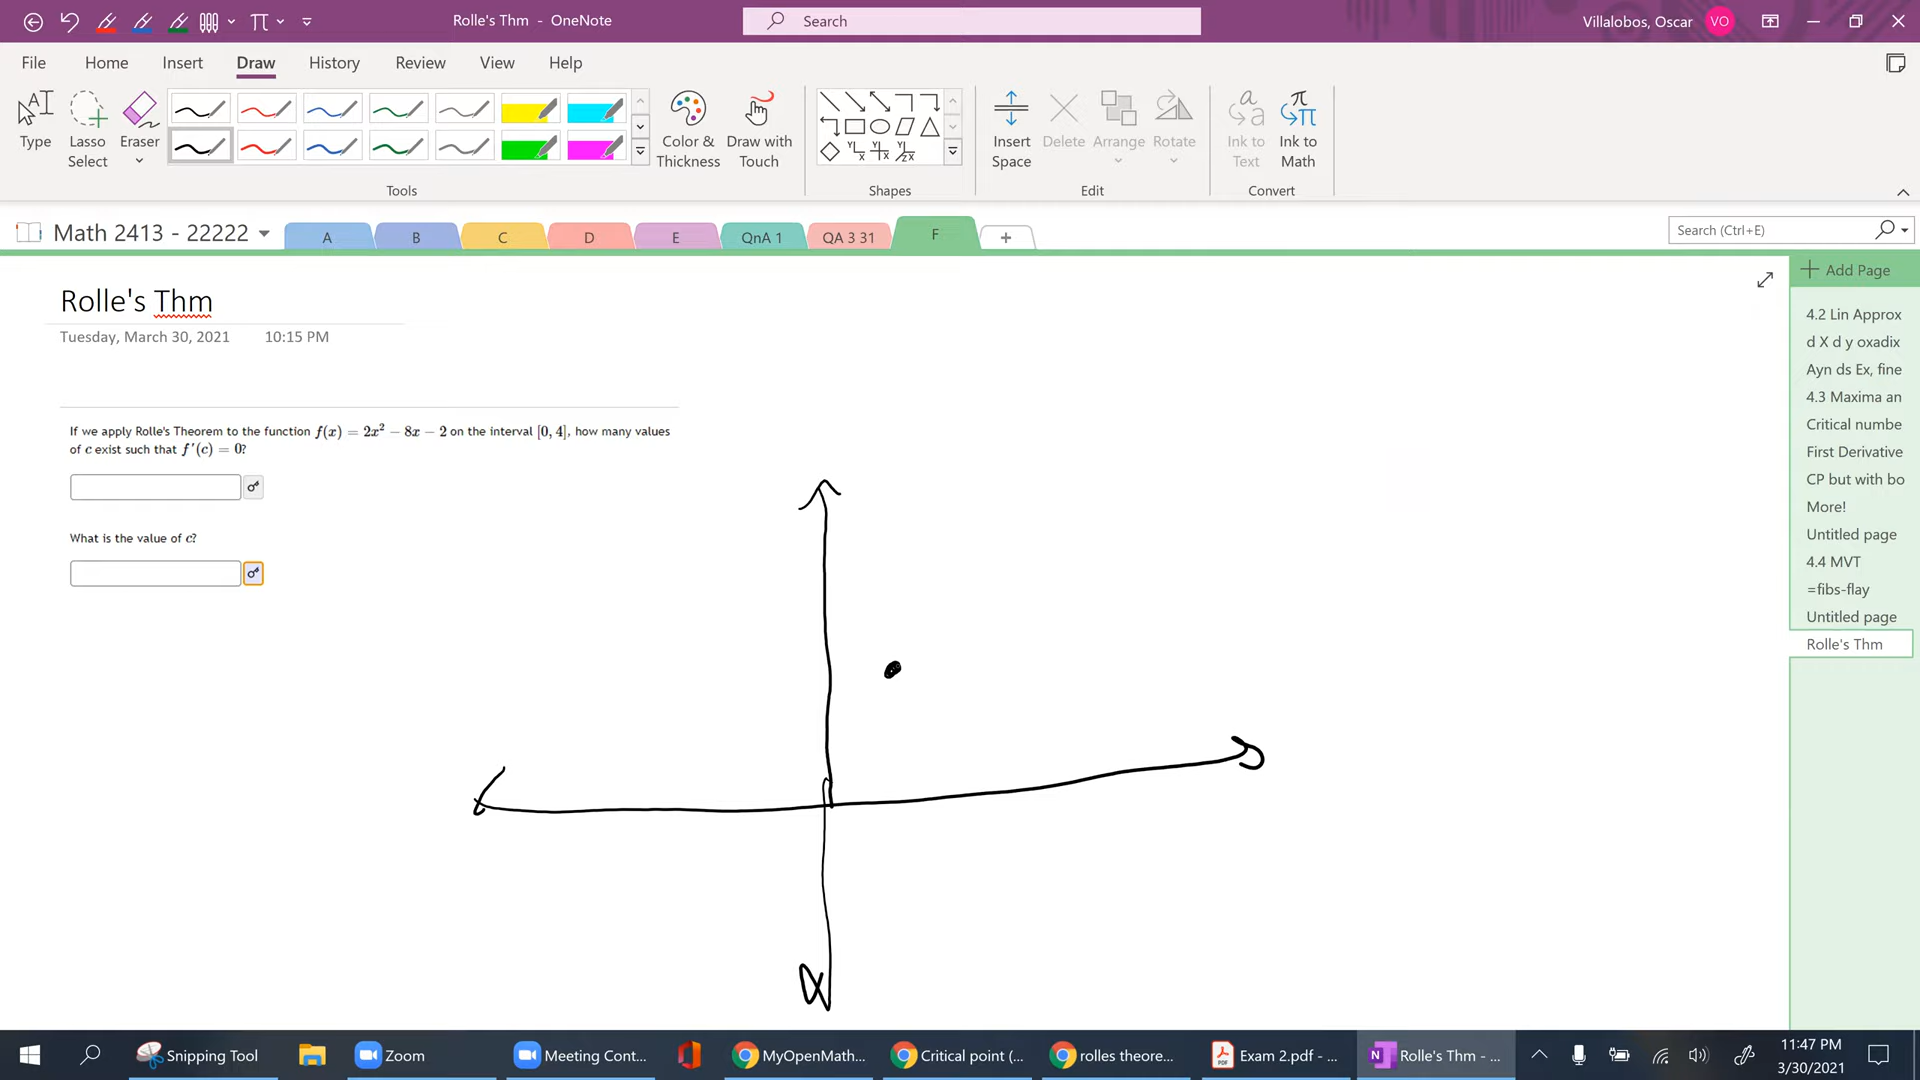 Rolle's Thm - OneNote
Search
Villalobos, Oscar VO
File Home Insert Draw History Review View Help
Type
Lasso Select
Eraser
Color & Thickness
Draw with Touch
Insert Space
Delete
Arrange
Rotate
Ink to Text
Ink to Math
Tools
Shapes
Edit
Convert
Math 2413 - 22222
A B C D E QnA 1 QA 3 31 F +
Search (Ctrl+E)
Add Page
Rolle's Thm
Tuesday, March 30, 2021 10:15 PM
If we apply Rolle's Theorem to the function f(x) = 2x² − 8x − 2 on the interval [0, 4], how many values
of c exist such that f′(c) = 0?
What is the value of c?
4.2 Lin Approx
d X d y oxadix
Ayn ds Ex, fine
4.3 Maxima an
Critical numbe
First Derivative
CP but with bo
More!
Untitled page
4.4 MVT
=fibs-flay
Untitled page
Rolle's Thm
Snipping Tool
Zoom
Meeting Cont...
MyOpenMath...
Critical point (...
rolles theore...
Exam 2.pdf - ...
Rolle's Thm - ...
11:47 PM
3/30/2021